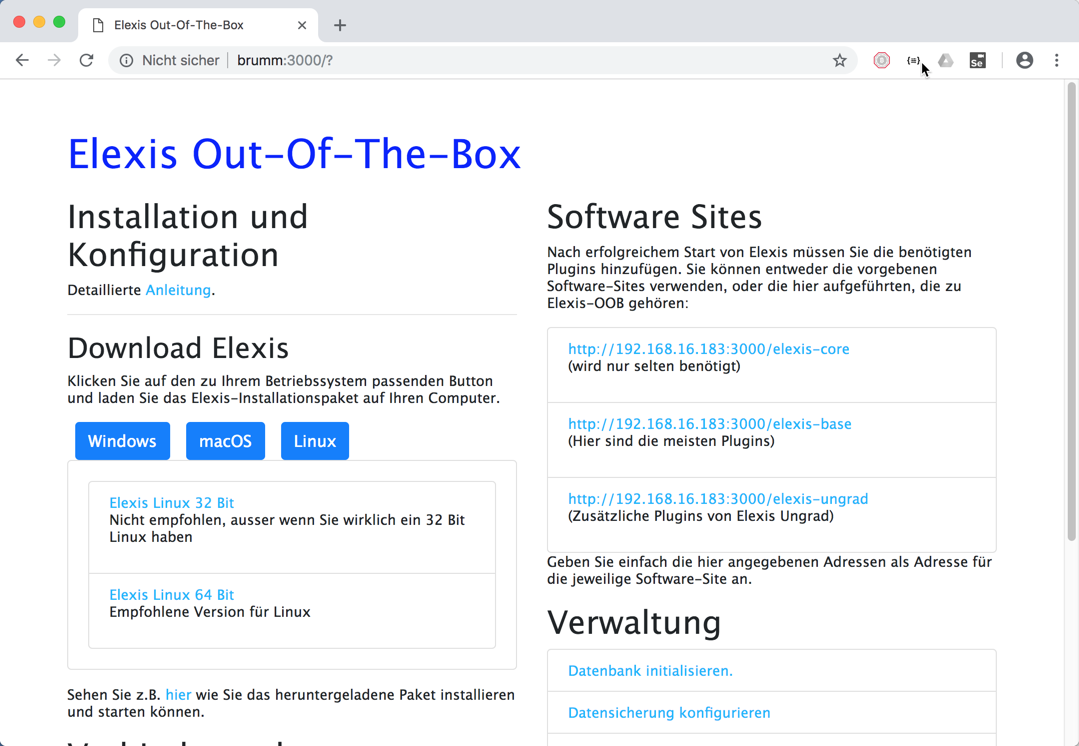 Elexis Out-Of-The-Box
Nicht sicher
brumm:3000/?
{≡}
Se
Elexis Out-Of-The-Box
Installation und
Konfiguration
Detaillierte Anleitung.
Download Elexis
Klicken Sie auf den zu Ihrem Betriebssystem passenden Button
und laden Sie das Elexis-Installationspaket auf Ihren Computer.
Windows
macOS
Linux
Elexis Linux 32 Bit
Nicht empfohlen, ausser wenn Sie wirklich ein 32 Bit
Linux haben
Elexis Linux 64 Bit
Empfohlene Version für Linux
Sehen Sie z.B. hier wie Sie das heruntergeladene Paket installieren
und starten können.
Software Sites
Nach erfolgreichem Start von Elexis müssen Sie die benötigten
Plugins hinzufügen. Sie können entweder die vorgebenen
Software-Sites verwenden, oder die hier aufgeführten, die zu
Elexis-OOB gehören:
http://192.168.16.183:3000/elexis-core
(wird nur selten benötigt)
http://192.168.16.183:3000/elexis-base
(Hier sind die meisten Plugins)
http://192.168.16.183:3000/elexis-ungrad
(Zusätzliche Plugins von Elexis Ungrad)
Geben Sie einfach die hier angegebenen Adressen als Adresse für
die jeweilige Software-Site an.
Verwaltung
Datenbank initialisieren.
Datensicherung konfigurieren